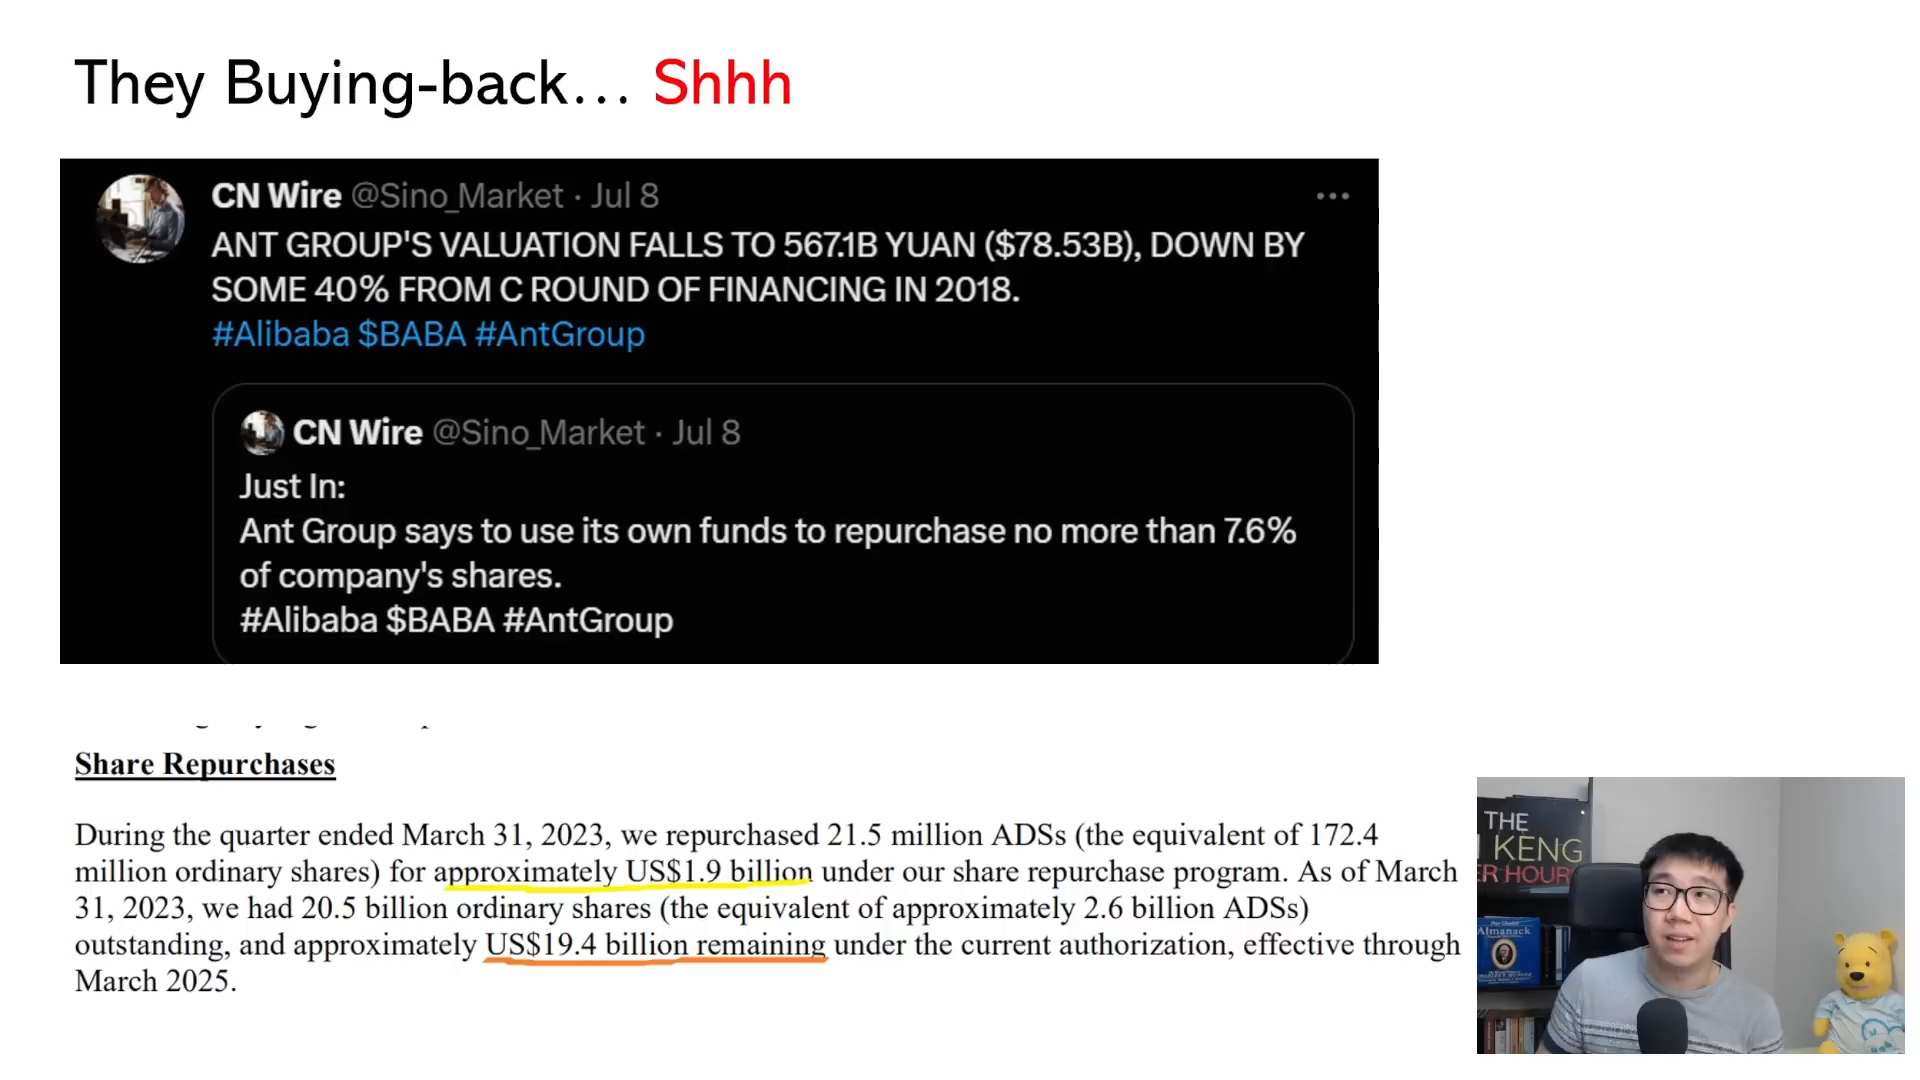 They Buying-back... Shhh
CN Wire @Sino_Market · Jul 8
ANT GROUP'S VALUATION FALLS TO 567.1B YUAN ($78.53B), DOWN BY
SOME 40% FROM C ROUND OF FINANCING IN 2018.
#Alibaba $BABA #AntGroup
CN Wire @Sino_Market · Jul 8
Just In:
Ant Group says to use its own funds to repurchase no more than 7.6%
of company's shares.
#Alibaba $BABA #AntGroup
Share Repurchases
During the quarter ended March 31, 2023, we repurchased 21.5 million ADSs (the equivalent of 172.4
million ordinary shares) for approximately US$1.9 billion under our share repurchase program. As of March
31, 2023, we had 20.5 billion ordinary shares (the equivalent of approximately 2.6 billion ADSs)
outstanding, and approximately US$19.4 billion remaining under the current authorization, effective through
March 2025.
THE
KENG
HOUR
Almanack